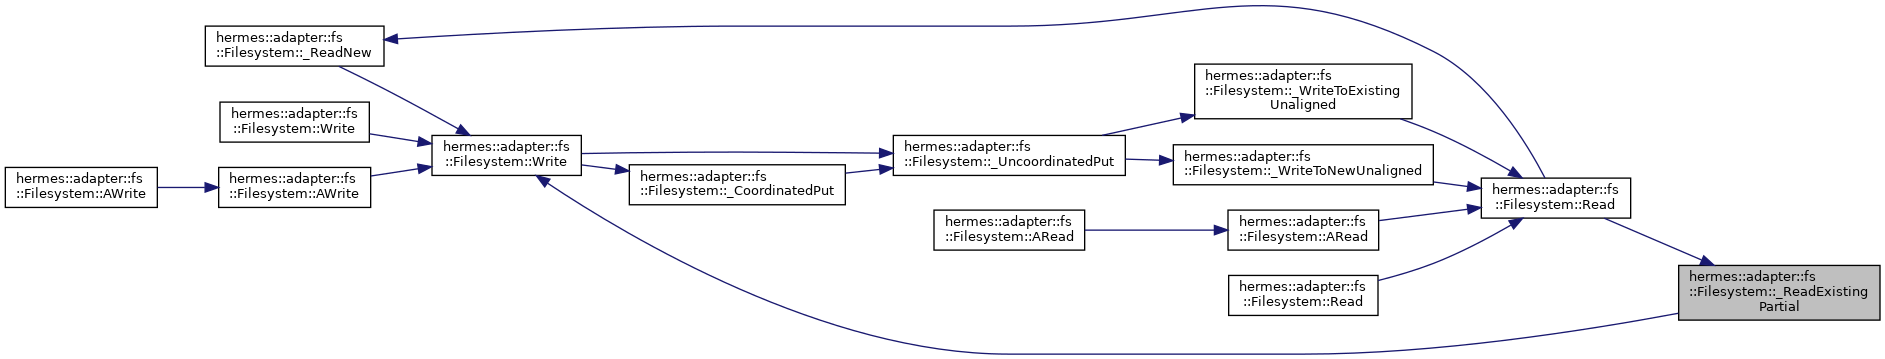 hermes::adapter::fs
::Filesystem::_ReadNew
hermes::adapter::fs
::Filesystem::Write
hermes::adapter::fs
::Filesystem::AWrite
hermes::adapter::fs
::Filesystem::AWrite
hermes::adapter::fs
::Filesystem::Write
hermes::adapter::fs
::Filesystem::_CoordinatedPut
hermes::adapter::fs
::Filesystem::_UncoordinatedPut
hermes::adapter::fs
::Filesystem::ARead
hermes::adapter::fs
::Filesystem::_WriteToExisting
Unaligned
hermes::adapter::fs
::Filesystem::_WriteToNewUnaligned
hermes::adapter::fs
::Filesystem::ARead
hermes::adapter::fs
::Filesystem::Read
hermes::adapter::fs
::Filesystem::Read
hermes::adapter::fs
::Filesystem::_ReadExisting
Partial